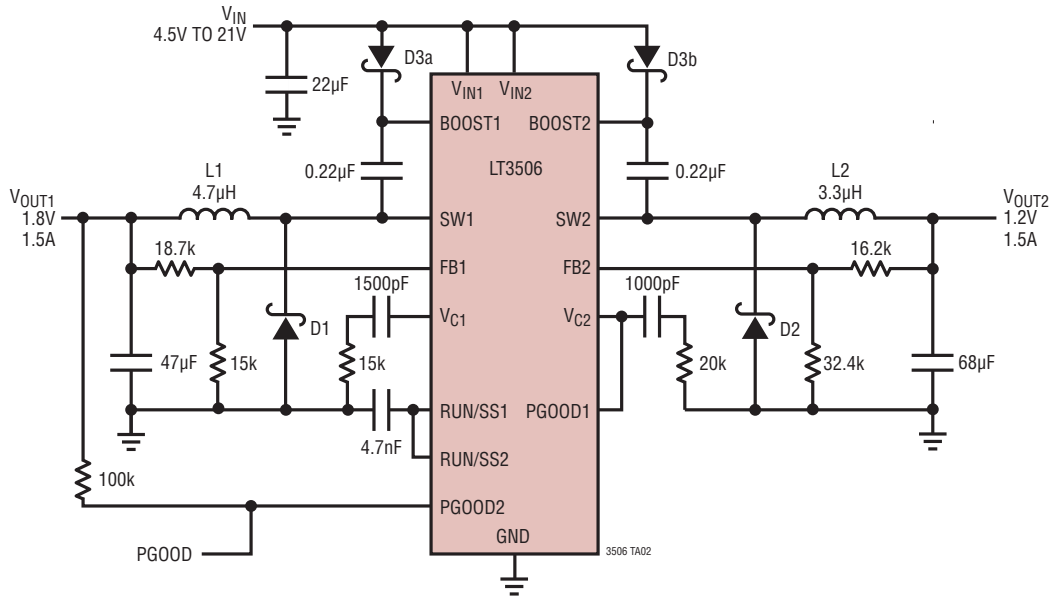 VIN
4.5V TO 21V
D3a
D3b
22µF
VIN1 VIN2
BOOST1 BOOST2
LT3506
0.22µF
0.22µF
L1
4.7µH
L2
3.3µH
VOUT1
1.8V
1.5A
SW1 SW2
VOUT2
1.2V
1.5A
18.7k
16.2k
FB1 FB2
1500pF
1000pF
VC1 VC2
D1
D2
47µF
15k
15k
20k
32.4k
68µF
RUN/SS1 PGOOD1
4.7nF
RUN/SS2
100k
PGOOD2
GND
PGOOD
3506 TA02